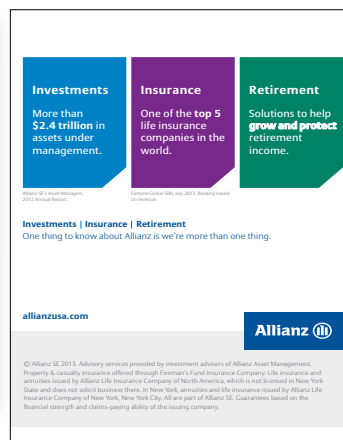 Investments
More than
$2.4 trillion in
assets under
management.
Insurance
One of the top 5
life insurance
companies in the
world.
Retirement
Solutions to help
grow and protect
retirement
income.
Allianz SE's Asset Managers,
2012 Annual Report.
Fortune Global 500, July 2013. Ranking based
on revenue.
Investments | Insurance | Retirement
One thing to know about Allianz is we're more than one thing.
allianzusa.com
Allianz
© Allianz SE 2013. Advisory services provided by investment advisers of Allianz Asset Management.
Property & casualty insurance offered through Fireman's Fund Insurance Company. Life insurance and
annuities issued by Allianz Life Insurance Company of North America, which is not licensed in New York
State and does not solicit business there. In New York, annuities and life insurance issued by Allianz Life
Insurance Company of New York, New York City. All are part of Allianz SE. Guarantees based on the
financial strength and claims-paying ability of the issuing company.